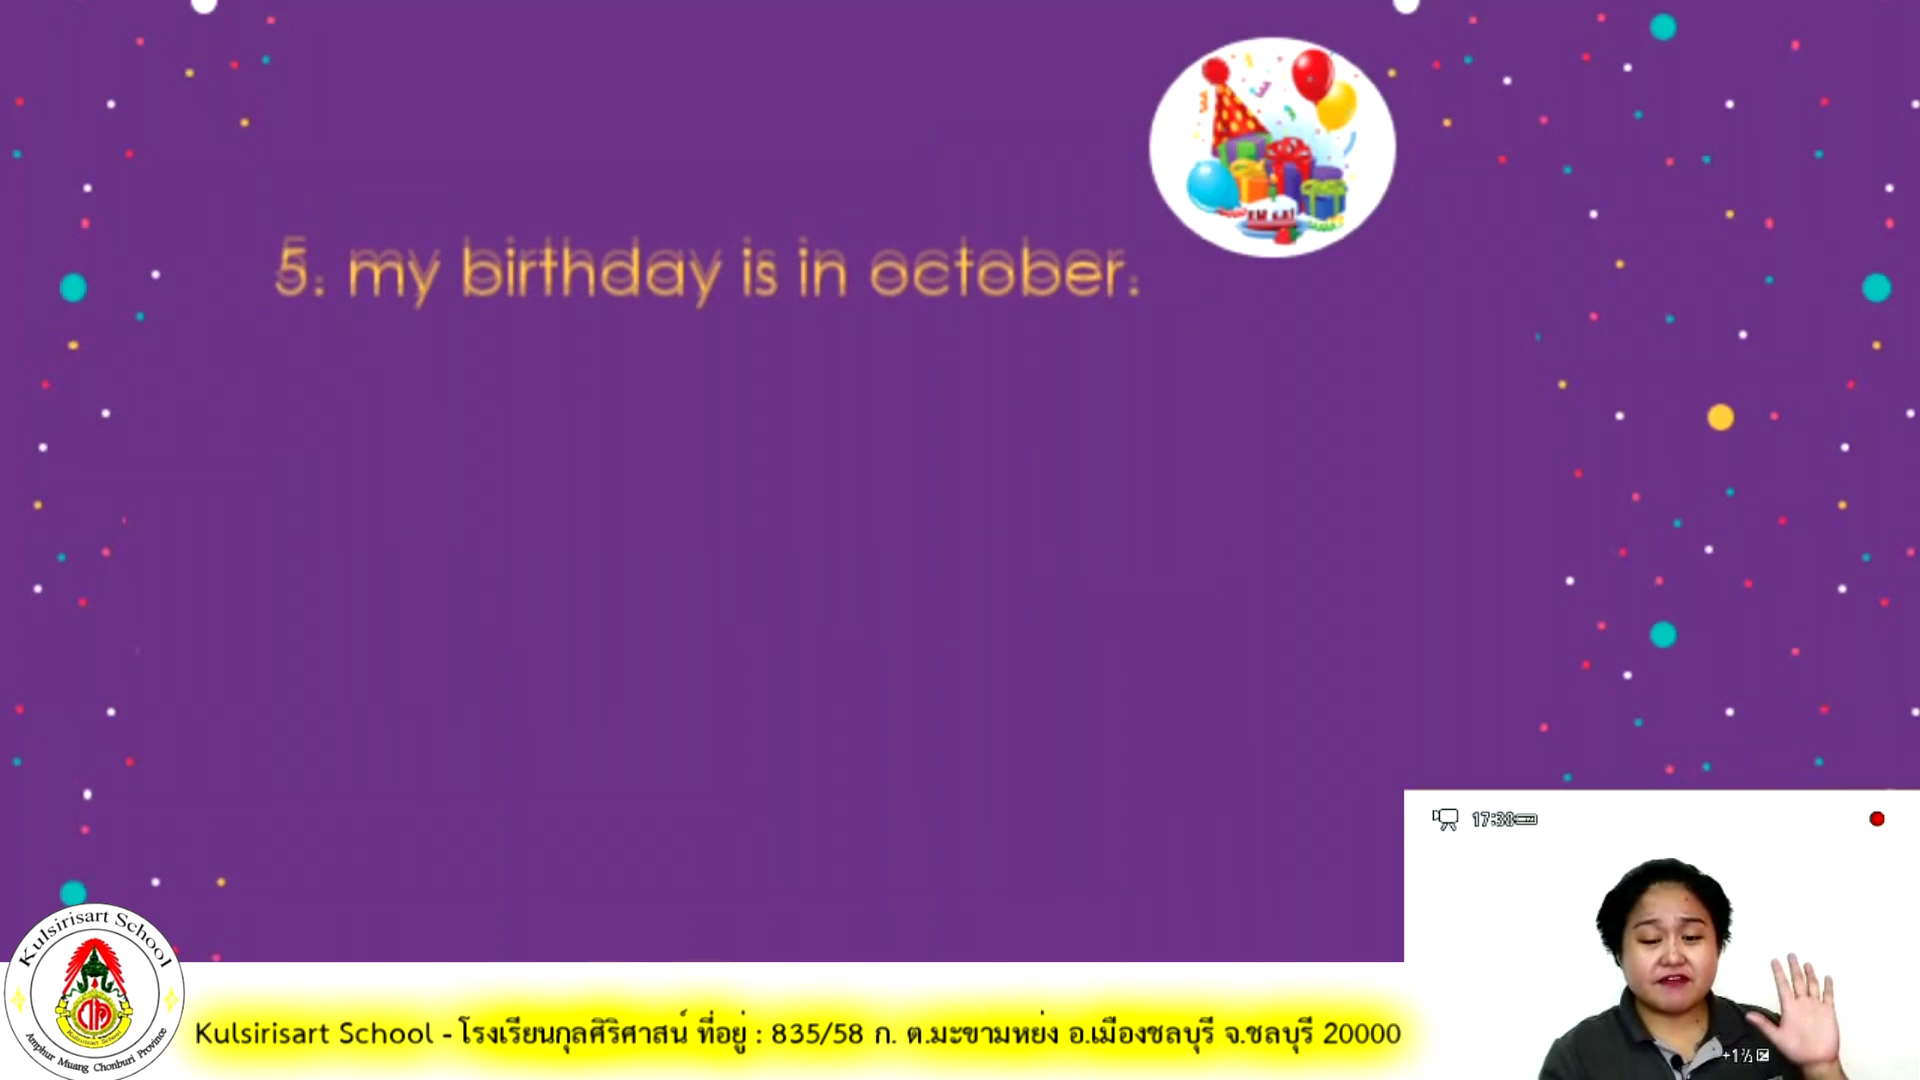 5. my birthday is in october.
17:30
+1⅓
Kulsirisart School
Amphur Muang Chonburi Province
Kulsirisart School - โรงเรียนกุลศิริศาสน์ ที่อยู่ : 835/58 ก. ต.มะขามหย่ง อ.เมืองชลบุรี จ.ชลบุรี 20000